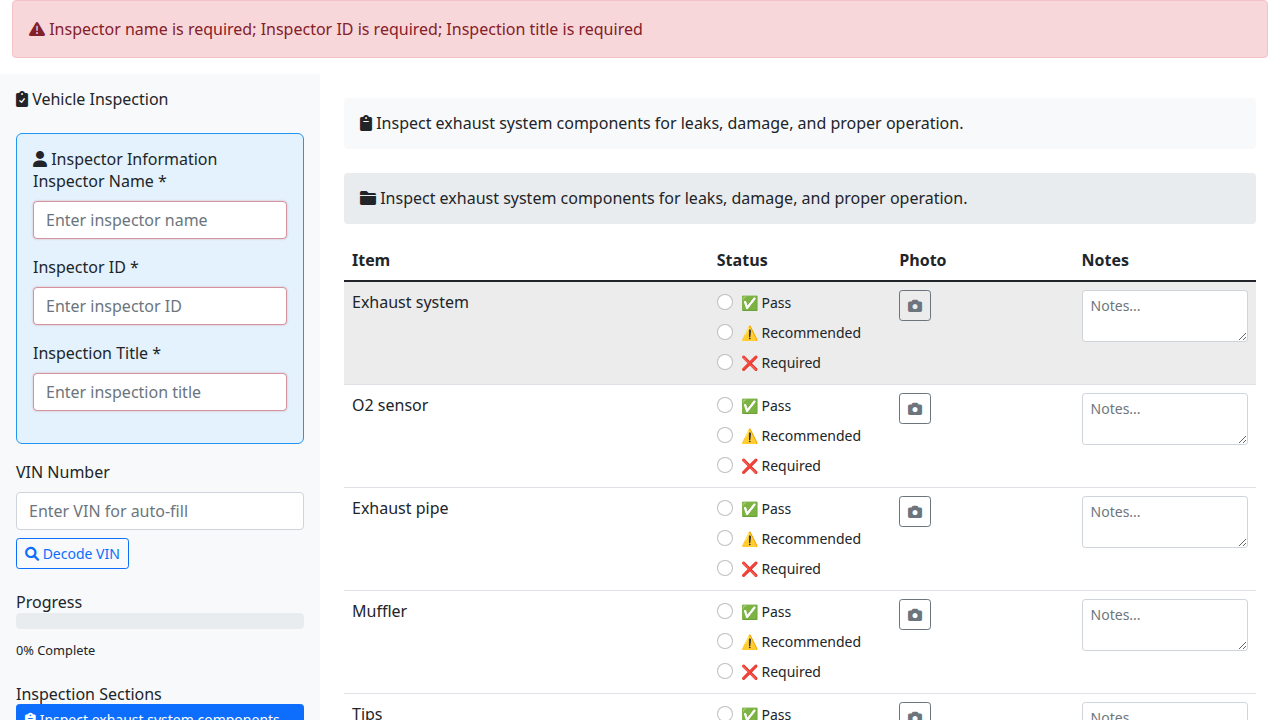 Inspector name is required; Inspector ID is required; Inspection title is required
Vehicle Inspection
Inspector Information
Inspector Name *
Enter inspector name
Inspector ID *
Enter inspector ID
Inspection Title *
Enter inspection title
VIN Number
Enter VIN for auto-fill
Decode VIN
Progress
0% Complete
Inspection Sections
Inspect exhaust system components
Inspect exhaust system components for leaks, damage, and proper operation.
Inspect exhaust system components for leaks, damage, and proper operation.
Item Status Photo Notes
Exhaust system ✅ Pass Notes...
⚠️ Recommended
❌ Required
O2 sensor ✅ Pass Notes...
⚠️ Recommended
❌ Required
Exhaust pipe ✅ Pass Notes...
⚠️ Recommended
❌ Required
Muffler ✅ Pass Notes...
⚠️ Recommended
❌ Required
Tips ✅ Pass Notes...